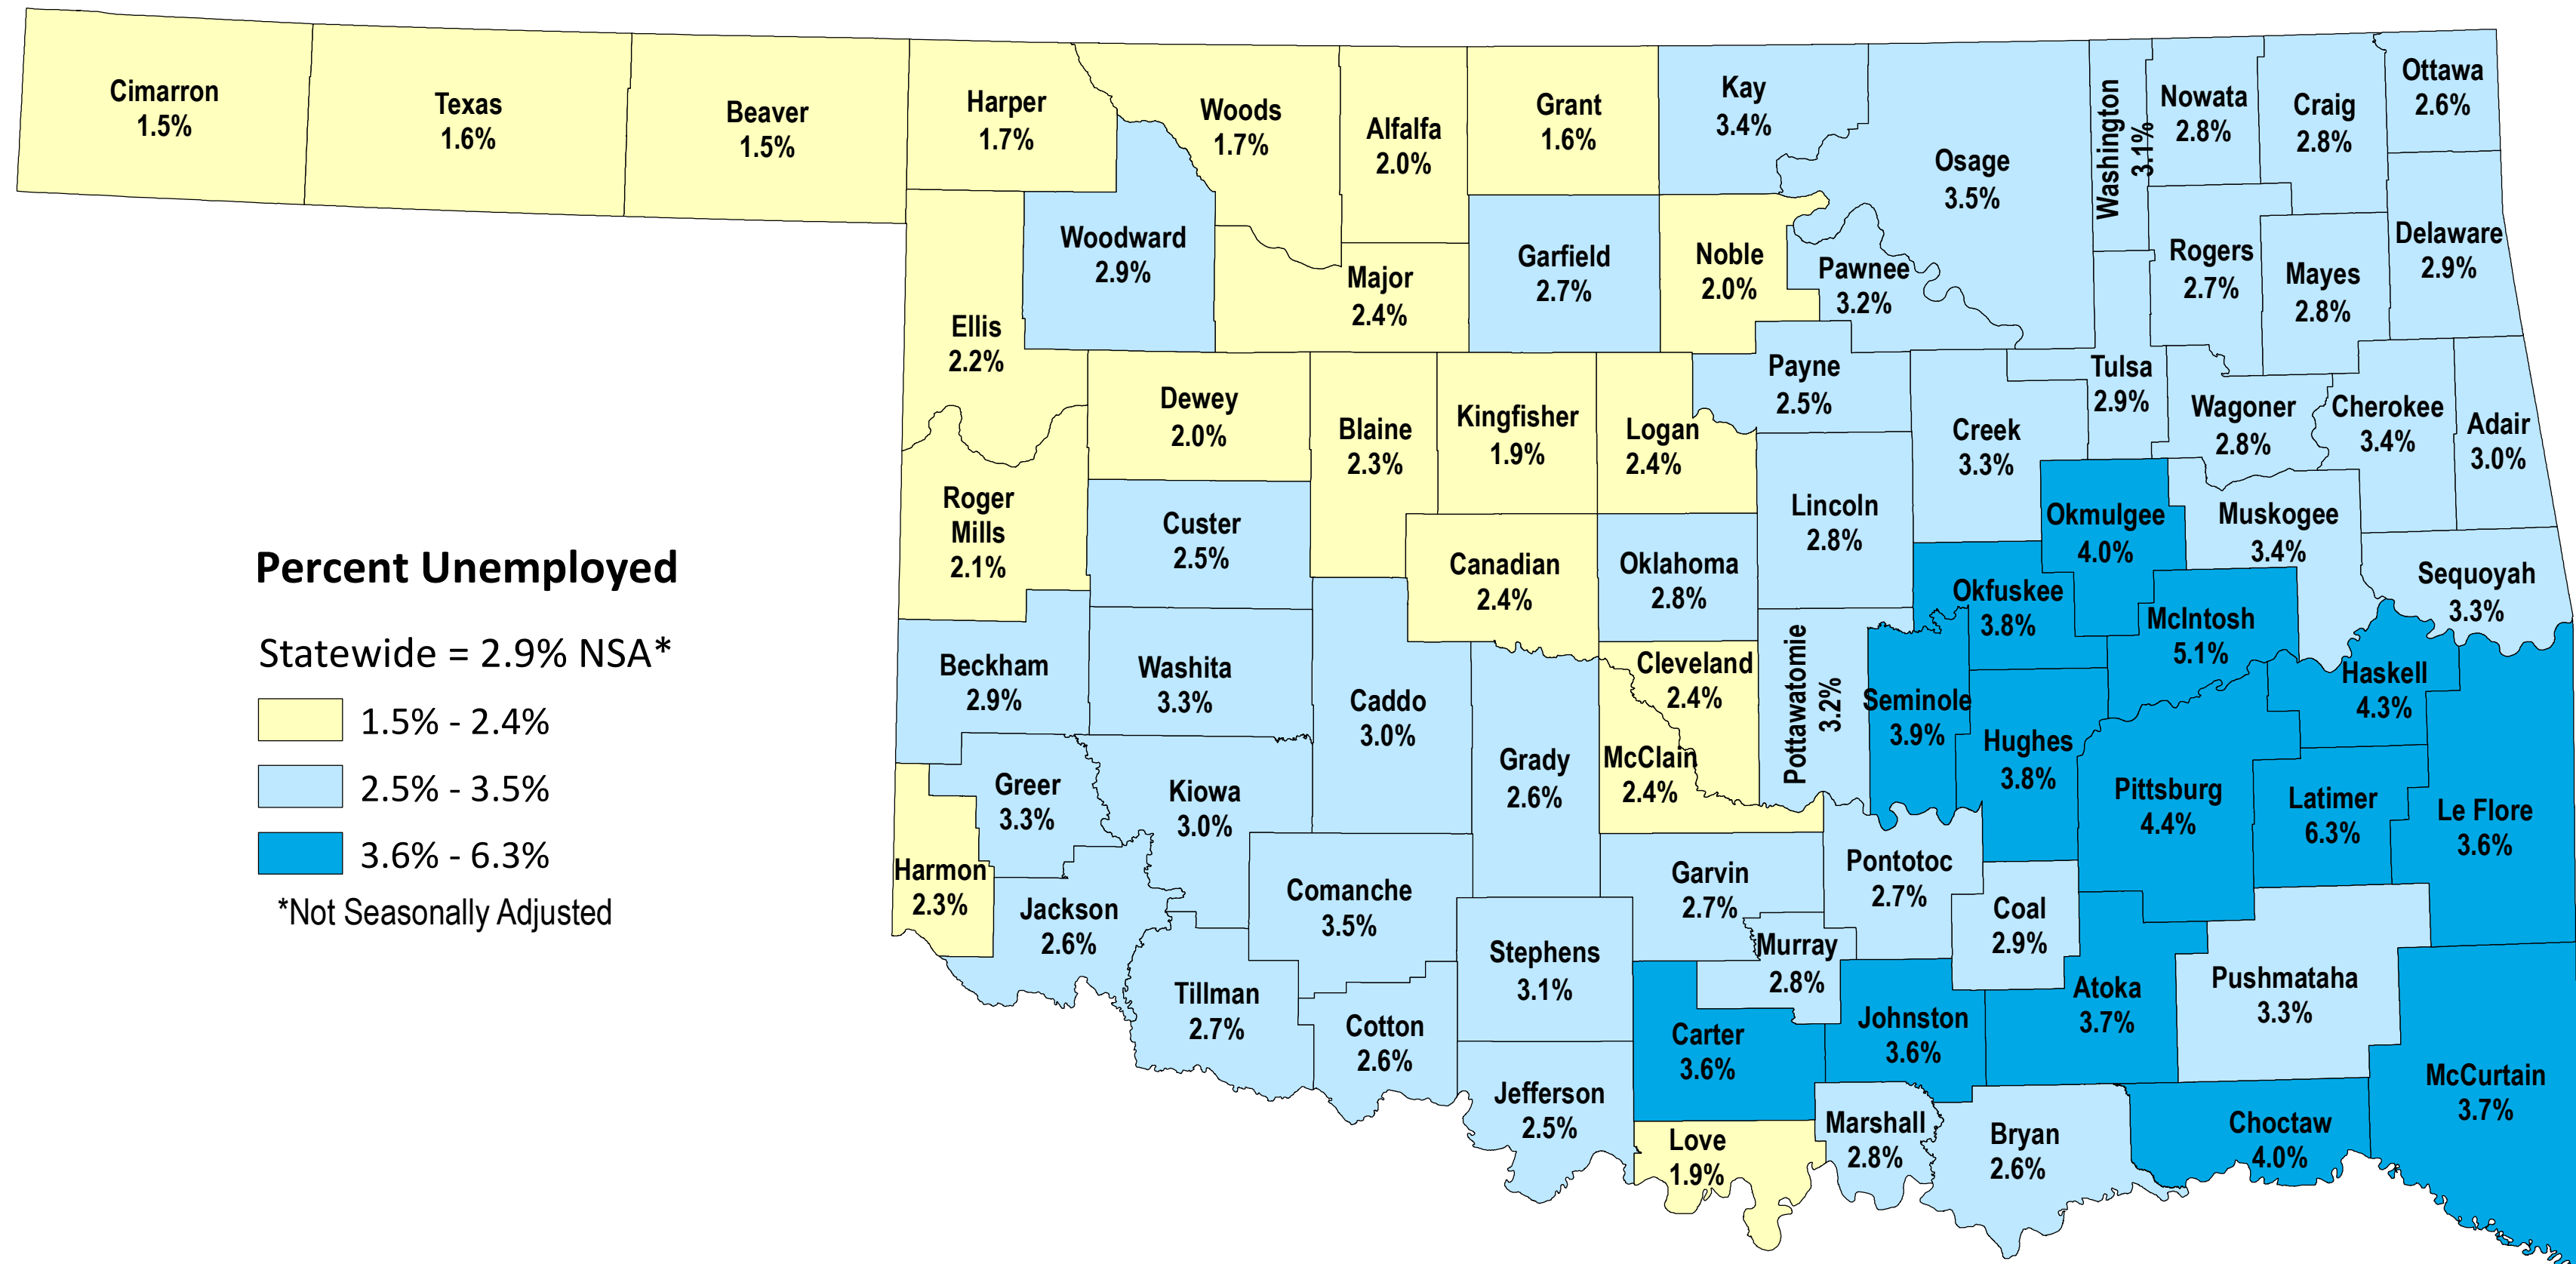 Cimarron
1.5%
Texas
1.6%
Beaver
1.5%
Harper
1.7%
Woods
1.7%
Alfalfa
2.0%
Grant
1.6%
Kay
3.4%
Osage
3.5%
Washington
3.1%
Nowata
2.8%
Craig
2.8%
Ottawa
2.6%
Woodward
2.9%
Major
2.4%
Garfield
2.7%
Noble
2.0%
Pawnee
3.2%
Rogers
2.7%
Mayes
2.8%
Delaware
2.9%
Ellis
2.2%
Dewey
2.0%
Blaine
2.3%
Kingfisher
1.9%
Logan
2.4%
Payne
2.5%
Creek
3.3%
Tulsa
2.9%
Wagoner
2.8%
Cherokee
3.4%
Adair
3.0%
Roger
Mills
2.1%
Custer
2.5%
Canadian
2.4%
Oklahoma
2.8%
Lincoln
2.8%
Okmulgee
4.0%
Muskogee
3.4%
Sequoyah
3.3%
Okfuskee
3.8%
McIntosh
5.1%
Percent Unemployed
Statewide = 2.9% NSA*
1.5% - 2.4%
2.5% - 3.5%
3.6% - 6.3%
*Not Seasonally Adjusted
Beckham
2.9%
Washita
3.3%
Caddo
3.0%
Grady
2.6%
Cleveland
2.4%
McClain
2.4%
Pottawatomie
3.2%
Seminole
3.9%
Hughes
3.8%
Haskell
4.3%
Pittsburg
4.4%
Latimer
6.3%
Le Flore
3.6%
Greer
3.3%
Kiowa
3.0%
Harmon
2.3%
Jackson
2.6%
Comanche
3.5%
Garvin
2.7%
Pontotoc
2.7%
Coal
2.9%
Stephens
3.1%
Murray
2.8%
Tillman
2.7%
Cotton
2.6%
Carter
3.6%
Johnston
3.6%
Atoka
3.7%
Pushmataha
3.3%
McCurtain
3.7%
Jefferson
2.5%
Love
1.9%
Marshall
2.8%
Bryan
2.6%
Choctaw
4.0%